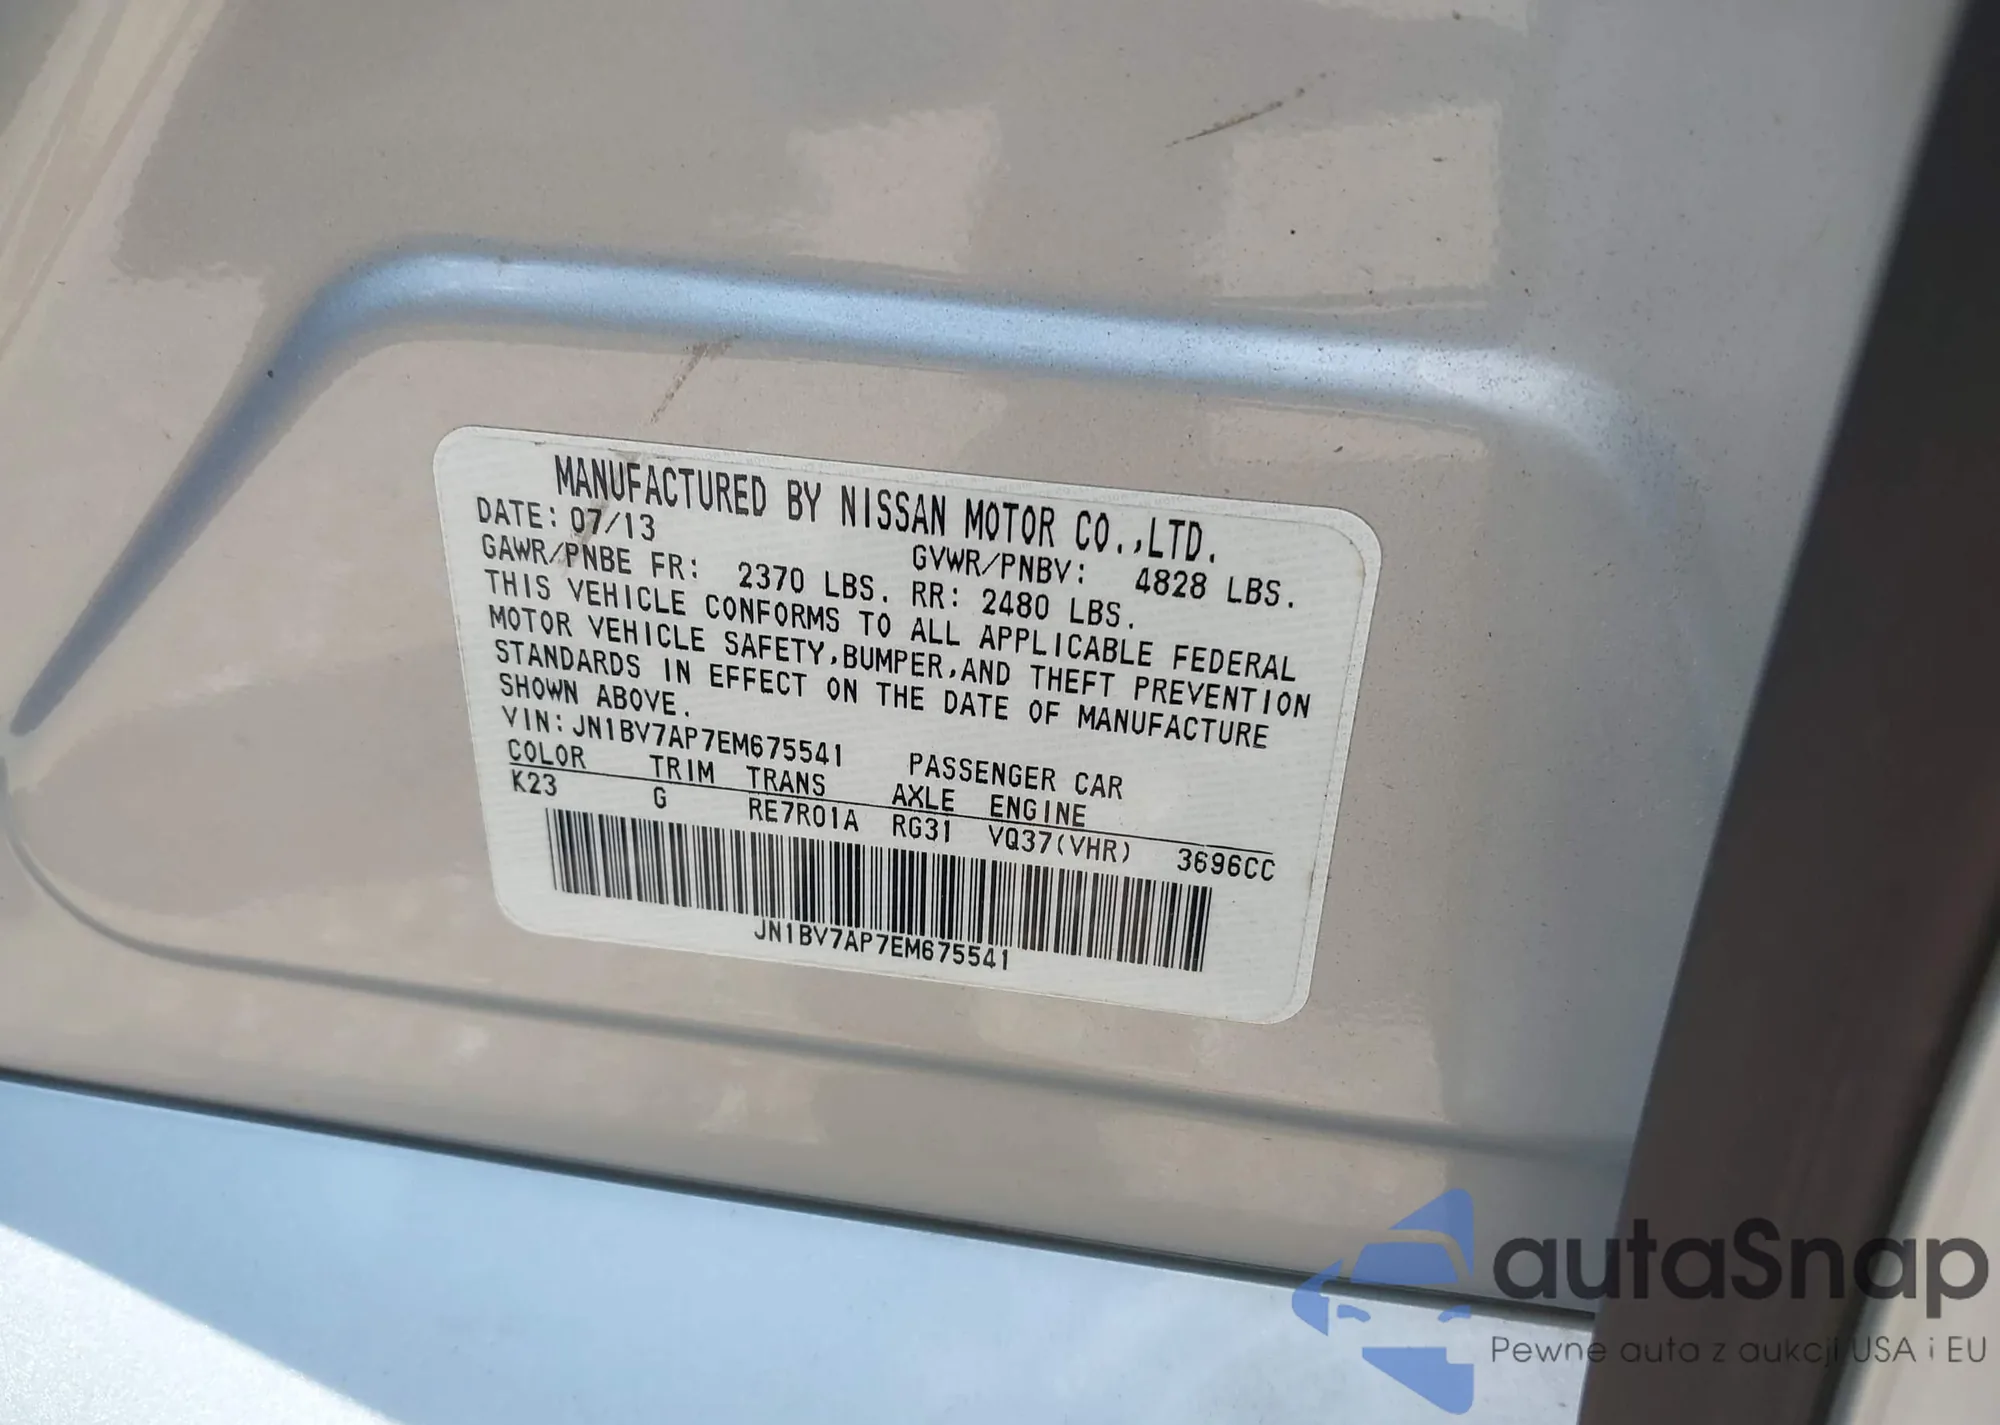 MANUFACTURED BY NISSAN MOTOR CO.,LTD.
DATE: 07/13 GVWR/PNBV: 4828 LBS.
GAWR/PNBE FR: 2370 LBS. RR: 2480 LBS.
THIS VEHICLE CONFORMS TO ALL APPLICABLE FEDERAL
MOTOR VEHICLE SAFETY,BUMPER,AND THEFT PREVENTION
STANDARDS IN EFFECT ON THE DATE OF MANUFACTURE
SHOWN ABOVE.
VIN: JN1BV7AP7EM675541 PASSENGER CAR
COLOR TRIM TRANS AXLE ENGINE
K23 G RE7R01A RG31 VQ37(VHR) 3696CC
JN1BV7AP7EM675541
autaSnap
Pewne auta z aukcji USA i EU